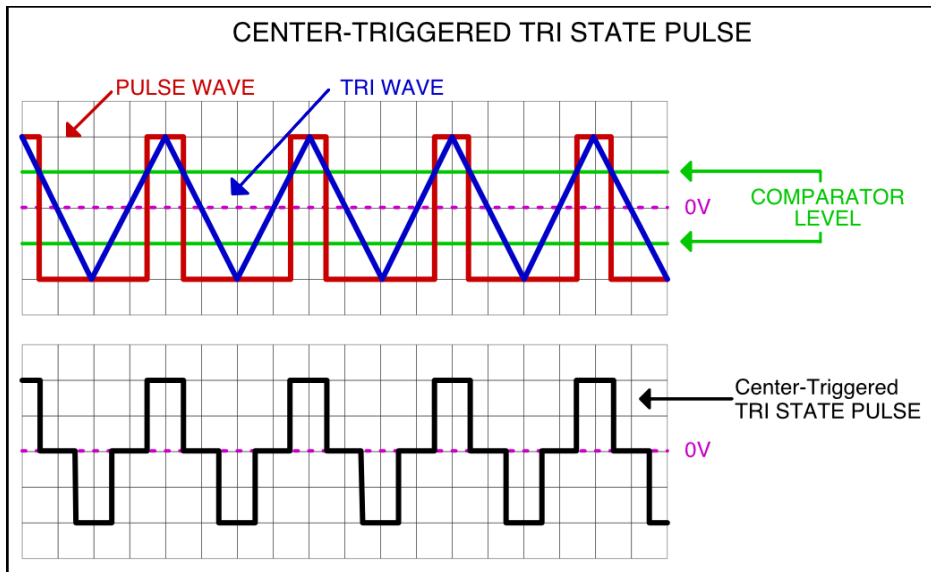 CENTER-TRIGGERED TRI STATE PULSE
PULSE WAVE
TRI WAVE
0V
COMPARATOR
LEVEL
Center-Triggered
TRI STATE PULSE
0V